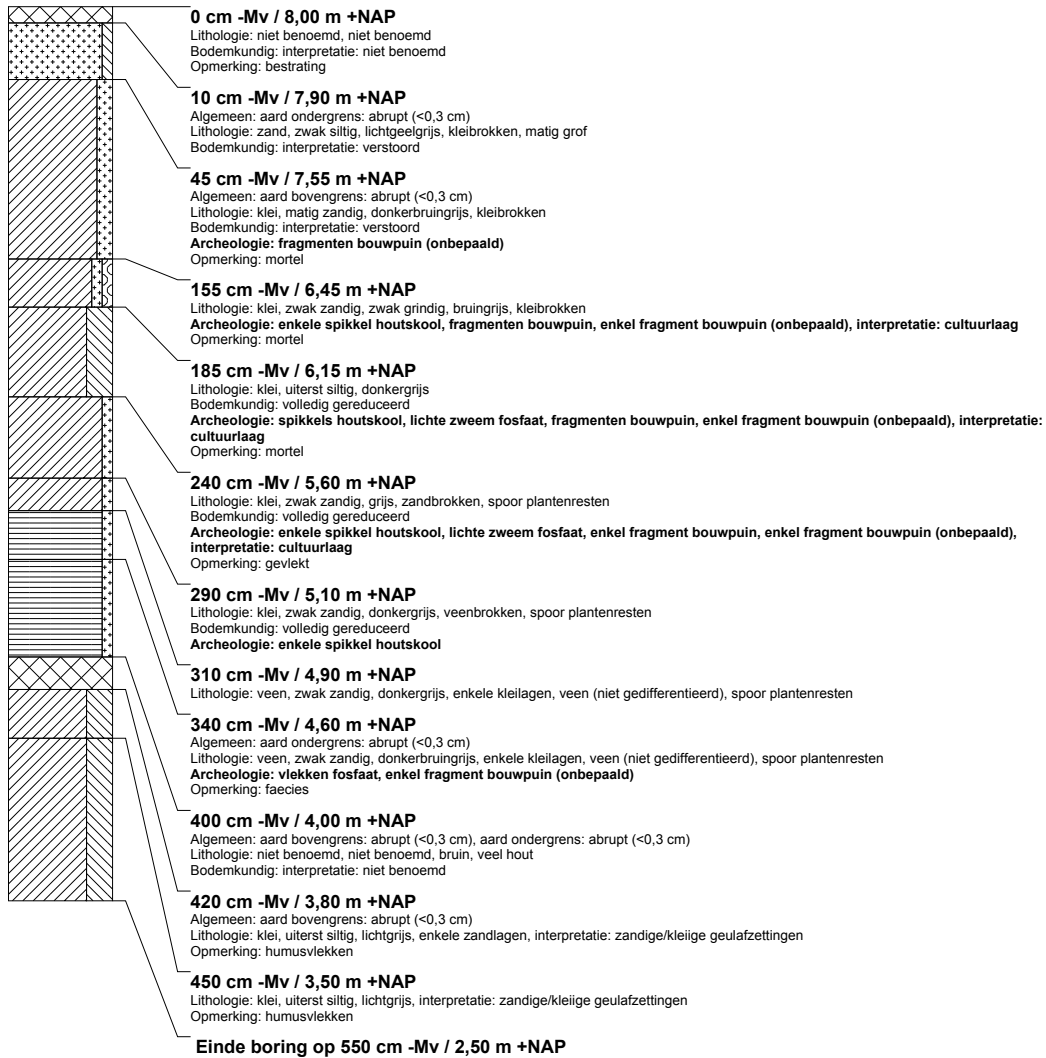 0 cm -Mv / 8,00 m +NAP
Lithologie: niet benoemd, niet benoemd
Bodemkundig: interpretatie: niet benoemd
Opmerking: bestrating
10 cm -Mv / 7,90 m +NAP
Algemeen: aard ondergrens: abrupt (<0,3 cm)
Lithologie: zand, zwak siltig, lichtgeelgrijs, kleibrokken, matig grof
Bodemkundig: interpretatie: verstoord
45 cm -Mv / 7,55 m +NAP
Algemeen: aard bovengrens: abrupt (<0,3 cm)
Lithologie: klei, matig zandig, donkerbruingrijs, kleibrokken
Bodemkundig: interpretatie: verstoord
Archeologie: fragmenten bouwpuin (onbepaald)
Opmerking: mortel
155 cm -Mv / 6,45 m +NAP
Lithologie: klei, zwak zandig, zwak grindig, bruingrijs, kleibrokken
Archeologie: enkele spikkel houtskool, fragmenten bouwpuin, enkel fragment bouwpuin (onbepaald), interpretatie: cultuurlaag
Opmerking: mortel
185 cm -Mv / 6,15 m +NAP
Lithologie: klei, uiterst siltig, donkergrijs
Bodemkundig: volledig gereduceerd
Archeologie: spikkels houtskool, lichte zweem fosfaat, fragmenten bouwpuin, enkel fragment bouwpuin (onbepaald), interpretatie:
cultuurlaag
Opmerking: mortel
240 cm -Mv / 5,60 m +NAP
Lithologie: klei, zwak zandig, grijs, zandbrokken, spoor plantenresten
Bodemkundig: volledig gereduceerd
Archeologie: enkele spikkel houtskool, lichte zweem fosfaat, enkel fragment bouwpuin, enkel fragment bouwpuin (onbepaald),
interpretatie: cultuurlaag
Opmerking: gevlekt
290 cm -Mv / 5,10 m +NAP
Lithologie: klei, zwak zandig, donkergrijs, veenbrokken, spoor plantenresten
Bodemkundig: volledig gereduceerd
Archeologie: enkele spikkel houtskool
310 cm -Mv / 4,90 m +NAP
Lithologie: veen, zwak zandig, donkergrijs, enkele kleilagen, veen (niet gedifferentieerd), spoor plantenresten
340 cm -Mv / 4,60 m +NAP
Algemeen: aard ondergrens: abrupt (<0,3 cm)
Lithologie: veen, zwak zandig, donkerbruingrijs, enkele kleilagen, veen (niet gedifferentieerd), spoor plantenresten
Archeologie: vlekken fosfaat, enkel fragment bouwpuin (onbepaald)
Opmerking: faecies
400 cm -Mv / 4,00 m +NAP
Algemeen: aard bovengrens: abrupt (<0,3 cm), aard ondergrens: abrupt (<0,3 cm)
Lithologie: niet benoemd, niet benoemd, bruin, veel hout
Bodemkundig: interpretatie: niet benoemd
420 cm -Mv / 3,80 m +NAP
Algemeen: aard bovengrens: abrupt (<0,3 cm)
Lithologie: klei, uiterst siltig, lichtgrijs, enkele zandlagen, interpretatie: zandige/kleiige geulafzettingen
Opmerking: humusvlekken
450 cm -Mv / 3,50 m +NAP
Lithologie: klei, uiterst siltig, lichtgrijs, interpretatie: zandige/kleiige geulafzettingen
Opmerking: humusvlekken
Einde boring op 550 cm -Mv / 2,50 m +NAP